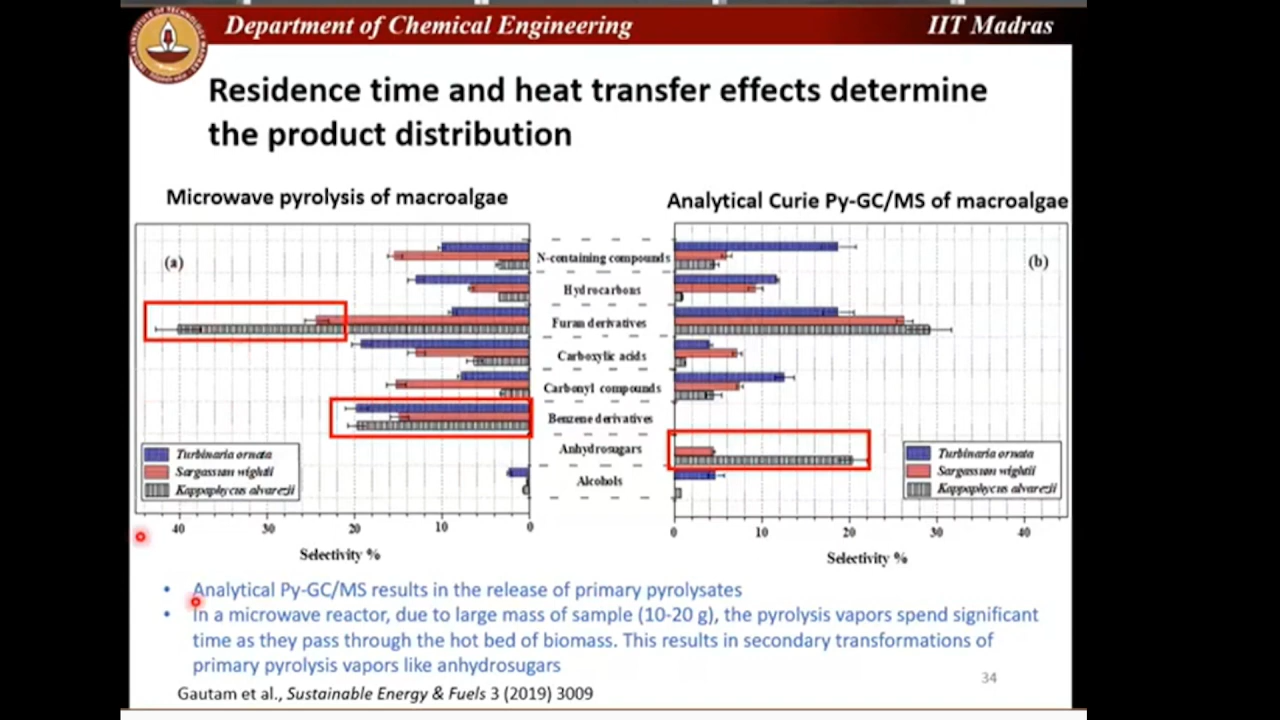 Department of Chemical Engineering
IIT Madras
Residence time and heat transfer effects determine
the product distribution
Microwave pyrolysis of macroalgae
Analytical Curie Py-GC/MS of macroalgae
(a)
(b)
N-containing compounds
Hydrocarbons
Furan derivatives
Carboxylic acids
Carbonyl compounds
Benzene derivatives
Anhydrosugars
Alcohols
Turbinaria ornata
Sargassum wightii
Kappaphycus alvarezii
Turbinaria ornata
Sargassum wightii
Kappaphycus alvarezii
40 30 20 10 0
0 10 20 30 40
Selectivity %
Selectivity %
• Analytical Py-GC/MS results in the release of primary pyrolysates
• In a microwave reactor, due to large mass of sample (10-20 g), the pyrolysis vapors spend significant
time as they pass through the hot bed of biomass. This results in secondary transformations of
primary pyrolysis vapors like anhydrosugars
34
Gautam et al., Sustainable Energy & Fuels 3 (2019) 3009